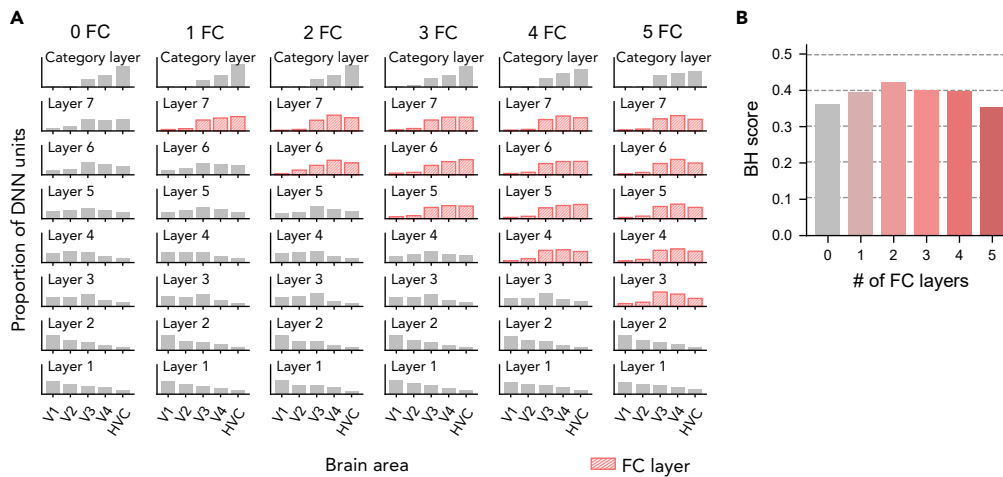 A
0 FC 1 FC 2 FC 3 FC 4 FC 5 FC
Proportion of DNN units
Category layer Category layer Category layer Category layer Category layer Category layer
Layer 7 Layer 7 Layer 7 Layer 7 Layer 7 Layer 7
Layer 6 Layer 6 Layer 6 Layer 6 Layer 6 Layer 6
Layer 5 Layer 5 Layer 5 Layer 5 Layer 5 Layer 5
Layer 4 Layer 4 Layer 4 Layer 4 Layer 4 Layer 4
Layer 3 Layer 3 Layer 3 Layer 3 Layer 3 Layer 3
Layer 2 Layer 2 Layer 2 Layer 2 Layer 2 Layer 2
Layer 1 Layer 1 Layer 1 Layer 1 Layer 1 Layer 1
V1 V2 V3 V4 HVC V1 V2 V3 V4 HVC V1 V2 V3 V4 HVC V1 V2 V3 V4 HVC V1 V2 V3 V4 HVC V1 V2 V3 V4 HVC
Brain area
FC layer
B
BH score
0.5
0.4
0.3
0.2
0.1
0.0
0 1 2 3 4 5
# of FC layers